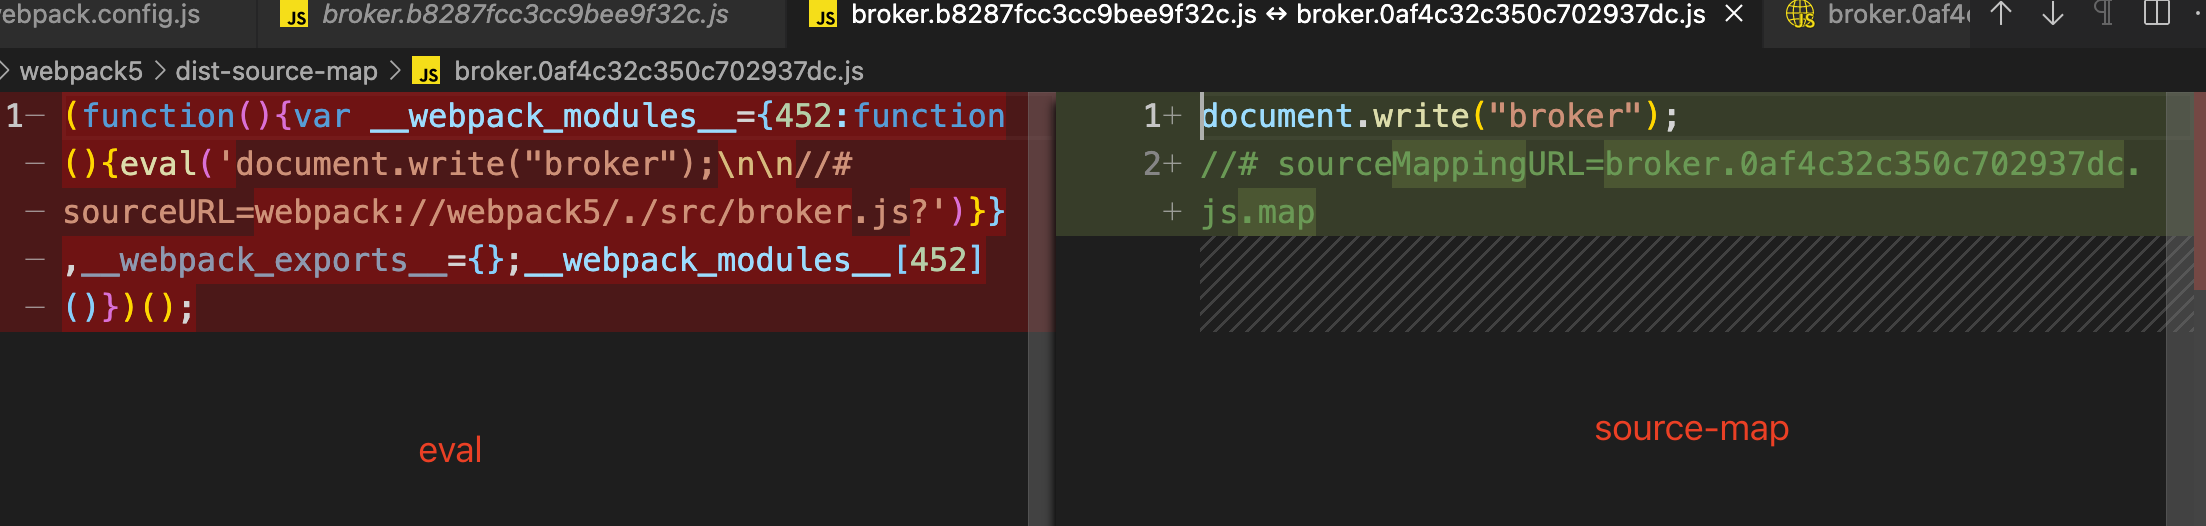 ebpack.config.js JS broker.b8287fcc3cc9bee9f32c.js JS broker.b8287fcc3cc9bee9f32c.js ↔ broker.0af4c32c350c702937dc.js × JS broker.0af4c
> webpack5 > dist-source-map > JS broker.0af4c32c350c702937dc.js
1− (function(){var __webpack_modules__={452:function
− (){eval('document.write("broker");\n\n//#
− sourceURL=webpack://webpack5/./src/broker.js?')}}
− ,__webpack_exports__={};__webpack_modules__[452]
− ()})();
eval
1+ document.write("broker");
2+ //# sourceMappingURL=broker.0af4c32c350c702937dc.
+ js.map
source-map